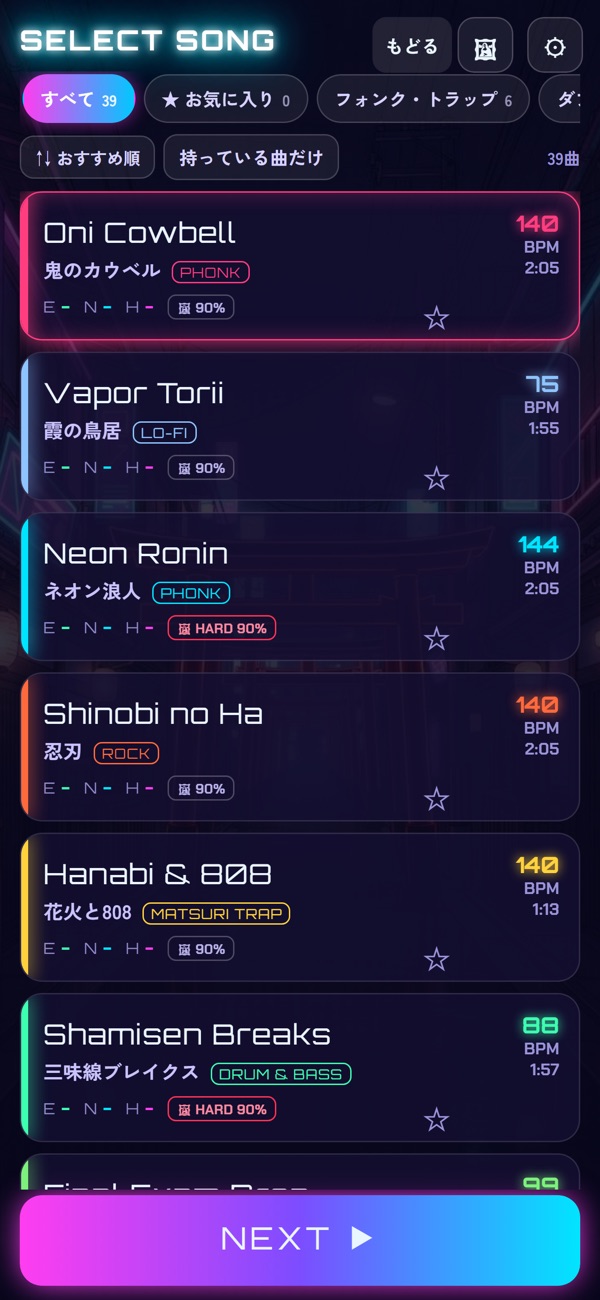 SELECT SONG
もどる
すべて 39
★ お気に入り 0
フォンク・トラップ 6
↑↓ おすすめ順
持っている曲だけ
39曲
Oni Cowbell
140
BPM
2:05
鬼のカウベル PHONK
E - N - H - 90%
Vapor Torii
75
BPM
1:55
霞の鳥居 LO-FI
E - N - H - 90%
Neon Ronin
144
BPM
2:05
ネオン浪人 PHONK
E - N - H - HARD 90%
Shinobi no Ha
140
BPM
2:05
忍刃 ROCK
E - N - H - 90%
Hanabi & 808
140
BPM
1:13
花火と808 MATSURI TRAP
E - N - H - 90%
Shamisen Breaks
88
BPM
1:57
三味線ブレイクス DRUM & BASS
E - N - H - HARD 90%
99
NEXT ▶